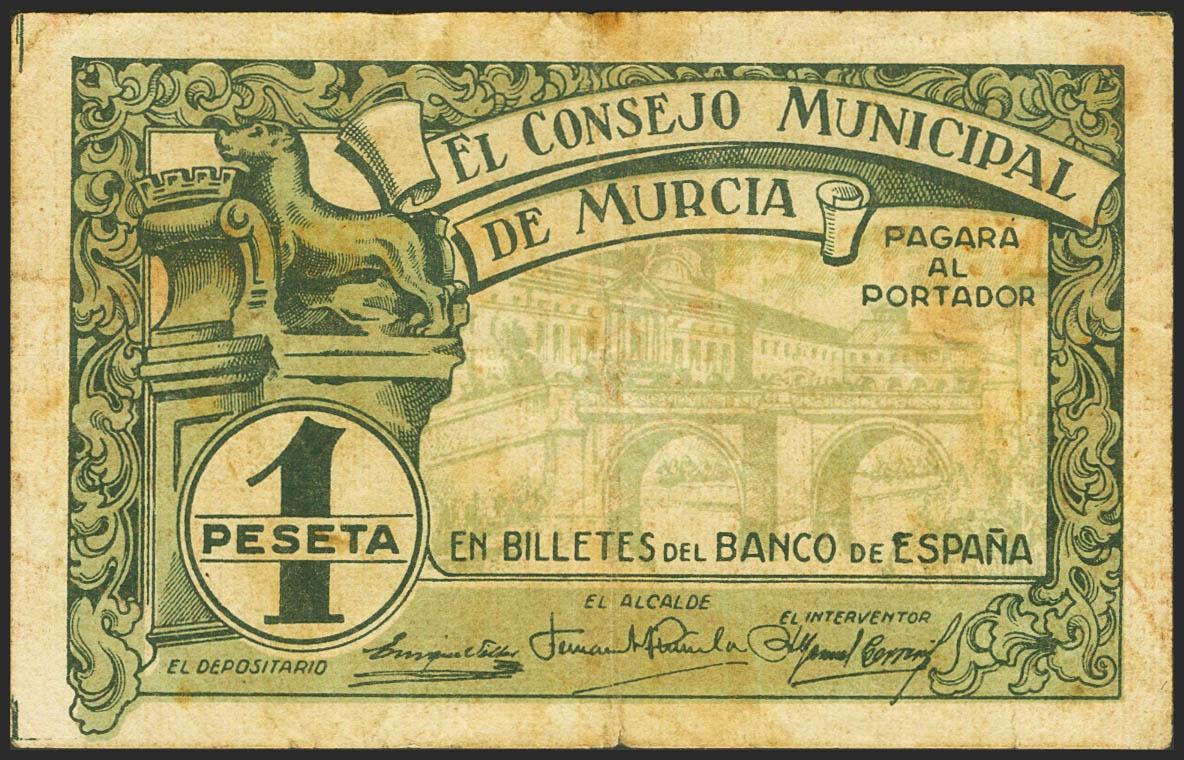 EL CONSEJO MUNICIPAL
DE MURCIA
PAGARÁ
AL
PORTADOR
1
PESETA
EN BILLETES DEL BANCO DE ESPAÑA
EL ALCALDE
EL INTERVENTOR
EL DEPOSITARIO